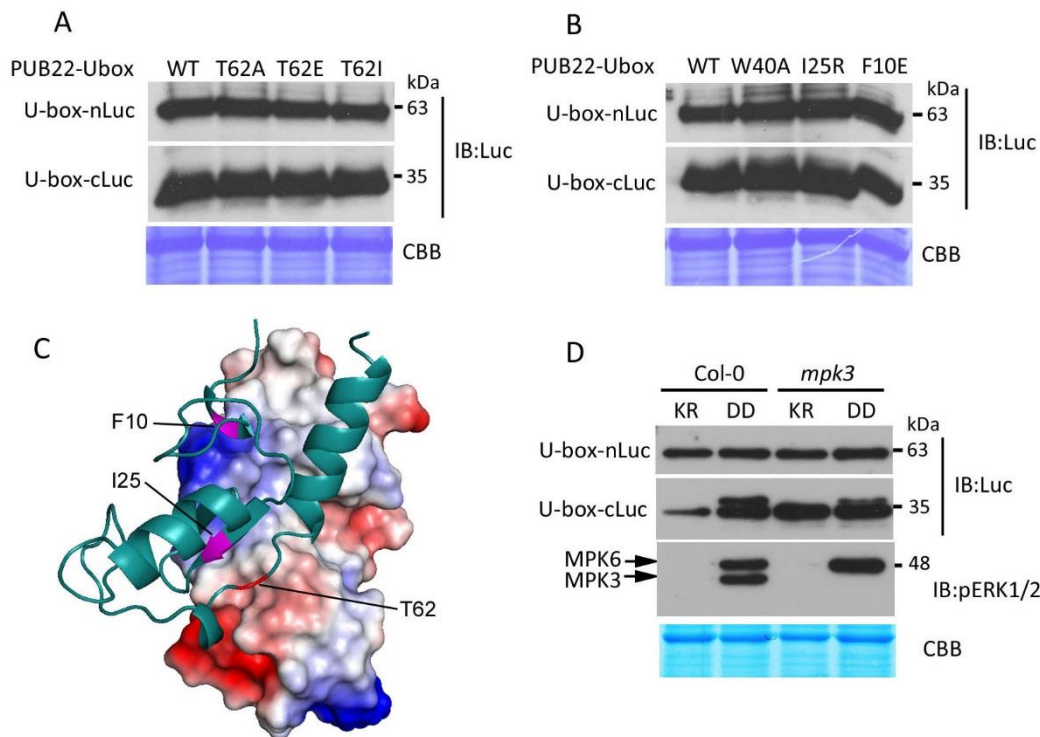 A
PUB22-Ubox WT T62A T62E T62I
kDa
U-box-nLuc 63
U-box-cLuc 35
IB:Luc
CBB
B
PUB22-Ubox WT W40A I25R F10E
kDa
U-box-nLuc 63
U-box-cLuc 35
IB:Luc
CBB
C
F10
I25
T62
D
Col-0 mpk3
KR DD KR DD
kDa
U-box-nLuc 63
U-box-cLuc 35
IB:Luc
MPK6
MPK3
48
IB:pERK1/2
CBB